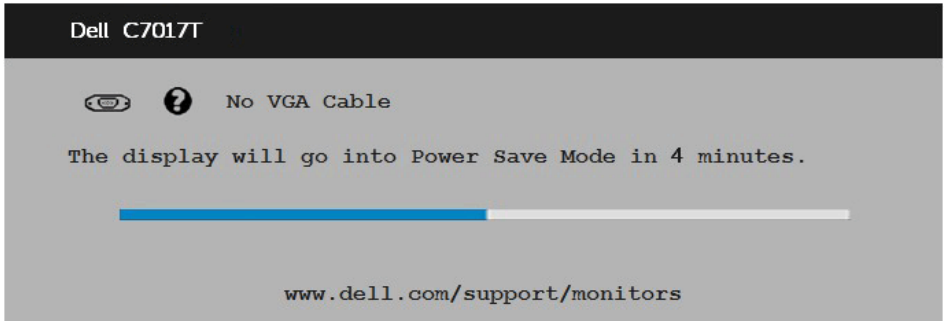 Dell C7017T
No VGA Cable
The display will go into Power Save Mode in 4 minutes.
www.dell.com/support/monitors